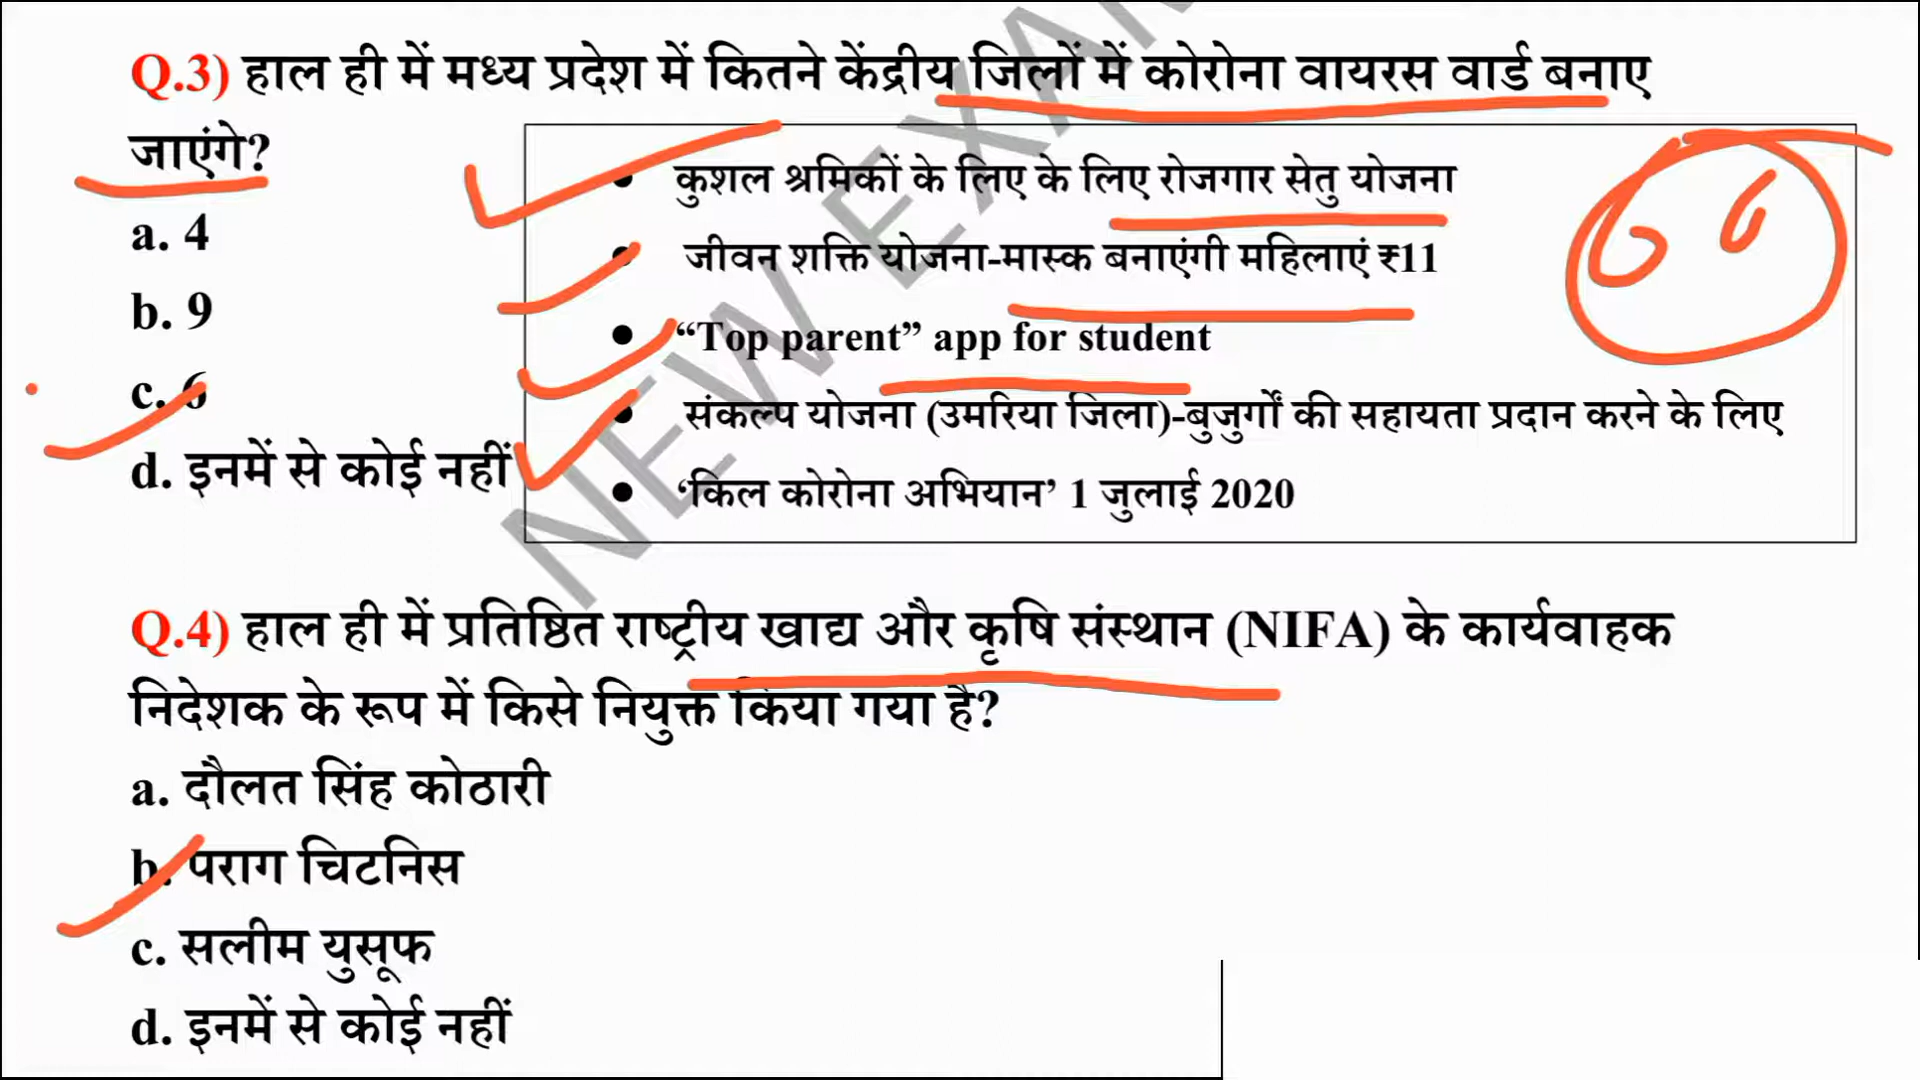 Q.3) हाल ही में मध्य प्रदेश में कितने केंद्रीय जिलों में कोरोना वायरस वार्ड बनाए
जाएंगे?
a. 4
b. 9
c. 6
d. इनमें से कोई नहीं
• कुशल श्रमिकों के लिए के लिए रोजगार सेतु योजना
• जीवन शक्ति योजना-मास्क बनाएंगी महिलाएं ₹11
• “Top parent” app for student
• संकल्प योजना (उमरिया जिला)-बुजुर्गों की सहायता प्रदान करने के लिए
• ‘किल कोरोना अभियान’ 1 जुलाई 2020
NEW EXAM
Q.4) हाल ही में प्रतिष्ठित राष्ट्रीय खाद्य और कृषि संस्थान (NIFA) के कार्यवाहक
निदेशक के रूप में किसे नियुक्त किया गया है?
a. दौलत सिंह कोठारी
b. पराग चिटनिस
c. सलीम युसूफ
d. इनमें से कोई नहीं